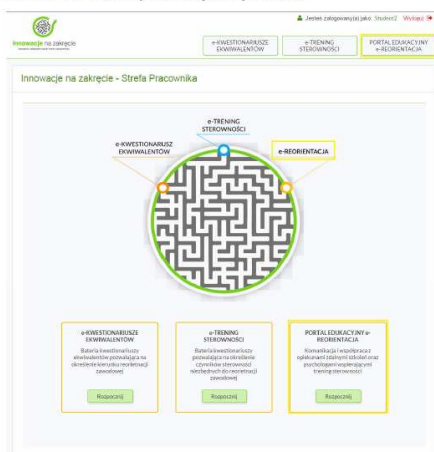 Jesteś zalogowany(a) jako: Student2 Wyloguj
Innowacje na zakręcie
e-KWESTIONARIUSZE
EKWIWALENTÓW
e-TRENING
STEROWNOŚCI
PORTAL EDUKACYJNY
e-REORIENTACJA
Innowacje na zakręcie - Strefa Pracownika
e-TRENING
STEROWNOŚCI
e-KWESTIONARIUSZ
EKWIWALENTÓW
e-REORIENTACJA
e-KWESTIONARIUSZE
EKWIWALENTÓW
Bateria kwestionariuszy
ekwiwalentów pozwalająca na
określenie kierunku reorientacji
zawodowej
Rozpocznij
e-TRENING
STEROWNOŚCI
Bateria kwestionariuszy
pozwalająca na określenie
czynników sterowności
niezbędnych do reorientacji
zawodowej
Rozpocznij
PORTAL EDUKACYJNY e-
REORIENTACJA
Komunikacja i współpraca z
opiekunami zdalnymi szkoleń oraz
psychologami wspierającymi
trening sterowności
Rozpocznij